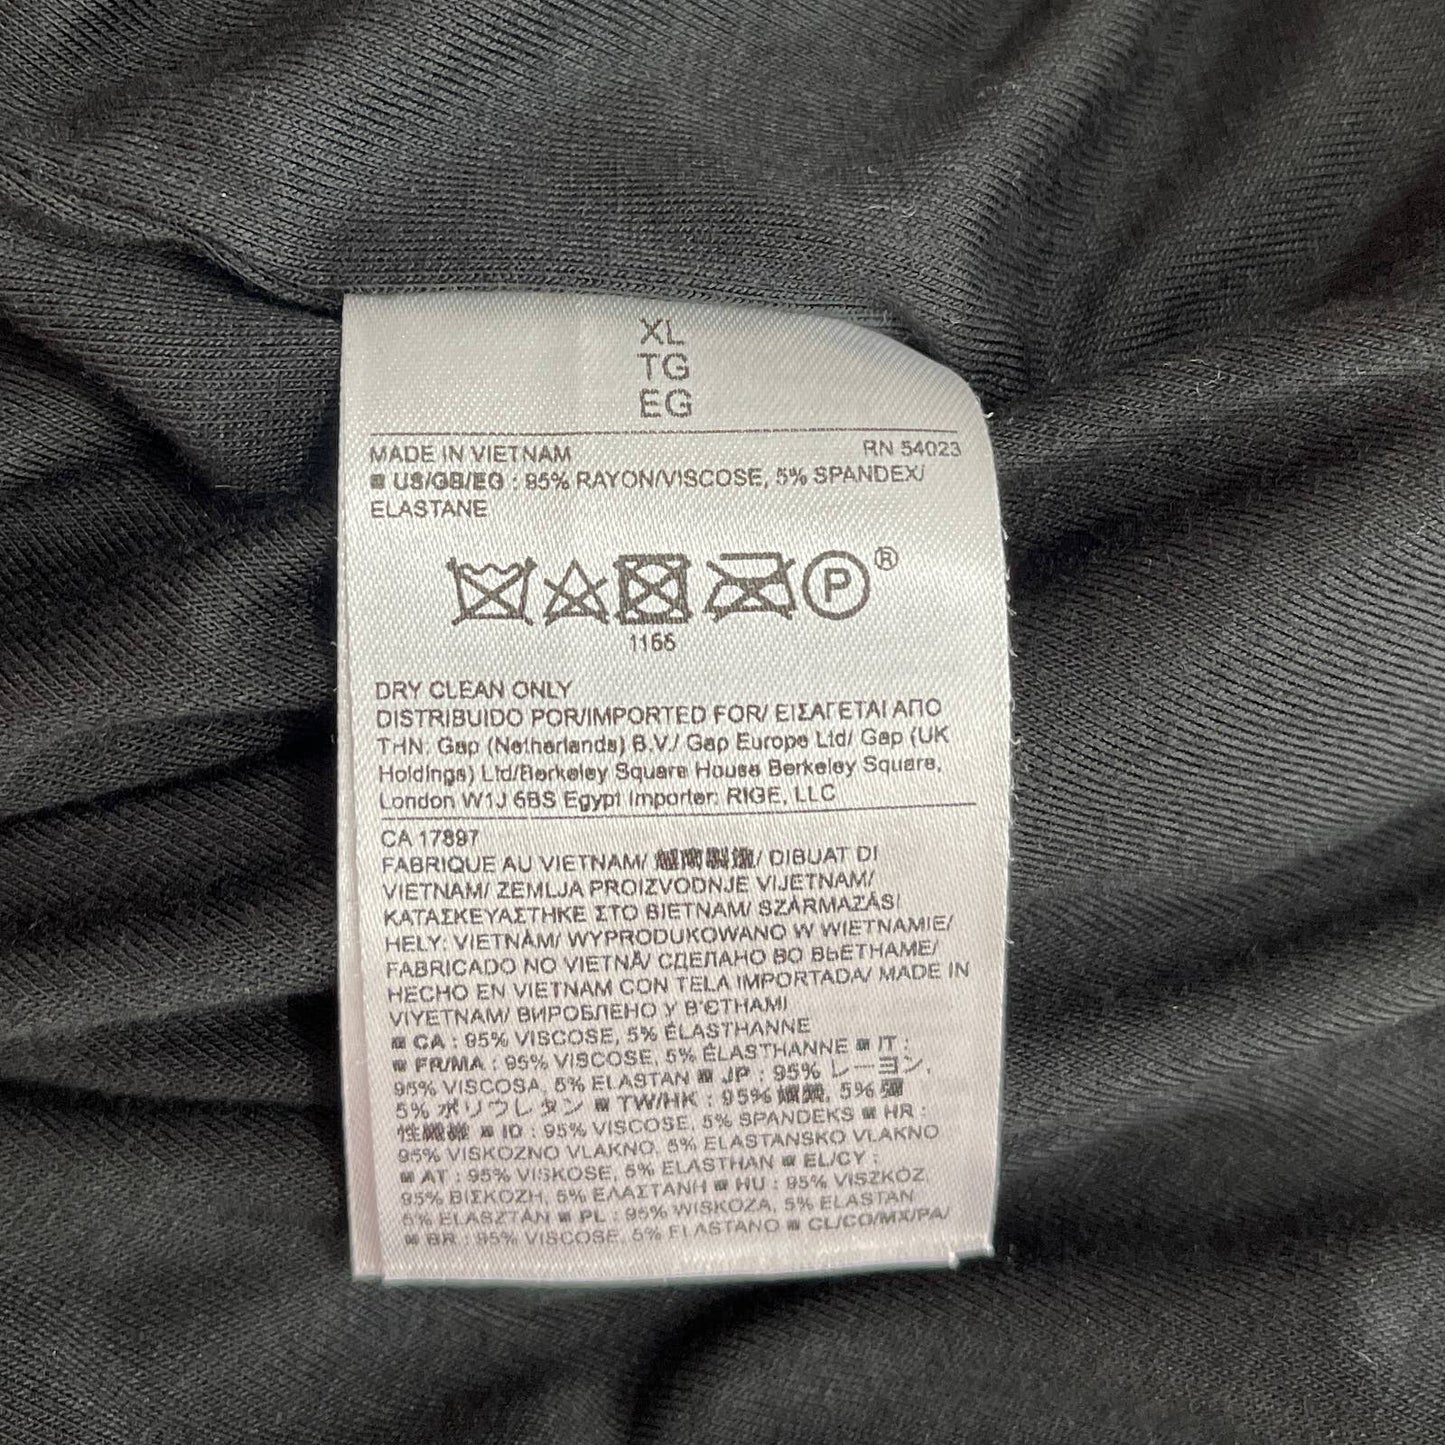 XL
TG
EG
MADE IN VIETNAM RN 54023
US/GB/EG : 95% RAYON/VISCOSE, 5% SPANDEX/
ELASTANE
P ®
1166
DRY CLEAN ONLY
DISTRIBUIDO POR/IMPORTED FOR/ ΕΙΣΑΓΕΤΑΙ ΑΠΟ
ΤΗΝ: Gap (Netherlands) B.V./ Gap Europe Ltd/ Gap (UK
Holdings) Ltd/Berkeley Square House Berkeley Square,
London W1J 6BS Egypt Importer: RIGE, LLC
CA 17897
FABRIQUE AU VIETNAM/ 越南製造/ DIBUAT DI
VIETNAM/ ZEMLJA PROIZVODNJE VIJETNAM/
ΚΑΤΑΣΚΕΥΑΣΤΗΚΕ ΣΤΟ ΒΙΕΤΝΑΜ/ SZÁRMAZÁSI
HELY: VIETNÁM/ WYPRODUKOWANO W WIETNAMIE/
FABRICADO NO VIETNÃ/ СДЕЛАНО ВО ВЬЕТНАМЕ/
HECHO EN VIETNAM CON TELA IMPORTADA/ MADE IN
VIYETNAM/ ВИРОБЛЕНО У В'ЄТНАМІ
CA : 95% VISCOSE, 5% ÉLASTHANNE
FR/MA : 95% VISCOSE, 5% ÉLASTHANNE IT :
95% VISCOSA, 5% ELASTAN JP : 95% レーヨン,
5% ポリウレタン TW/HK : 95% 5% 彈
性纖維 ID : 95% VISCOSE, 5% SPANDEKS HR :
95% VISKOZNO VLAKNO, 5% ELASTANSKO VLAKNO
AT : 95% VISKOSE, 5% ELASTHAN EL/CY :
95% ΒΙΣΚΟΖΗ, 5% ΕΛΑΣΤΑΝΗ HU : 95% VISZKÓZ,
5% ELASZTÁN PL : 95% WISKOZA, 5% ELASTAN
BR : 95% VISCOSE, 5% ELASTANO CL/CO/MX/PA/